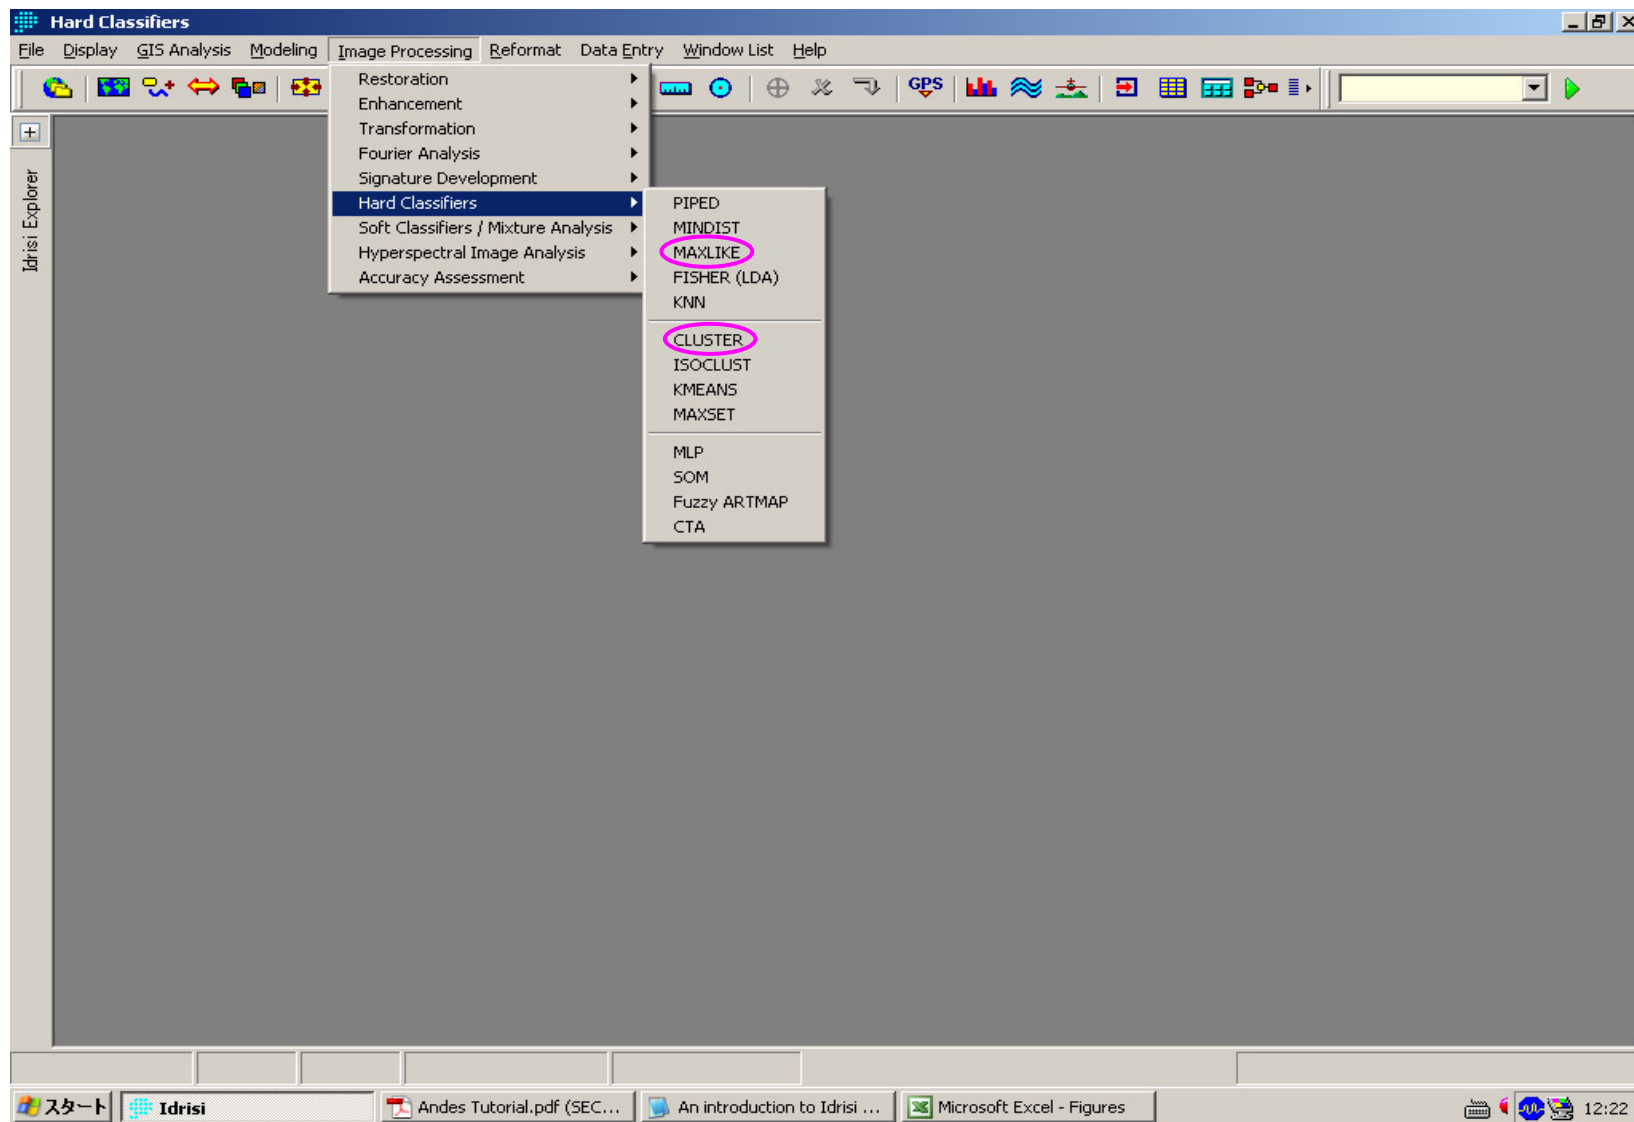 Hard Classifiers
File Display GIS Analysis Modeling Image Processing Reformat Data Entry Window List Help
GPS
Restoration
Enhancement
Transformation
Fourier Analysis
Signature Development
Hard Classifiers
Soft Classifiers / Mixture Analysis
Hyperspectral Image Analysis
Accuracy Assessment
PIPED
MINDIST
MAXLIKE
FISHER (LDA)
KNN
CLUSTER
ISOCLUST
KMEANS
MAXSET
MLP
SOM
Fuzzy ARTMAP
CTA
Idrisi Explorer
スタート Idrisi Andes Tutorial.pdf (SEC... An introduction to Idrisi ... Microsoft Excel - Figures 12:22